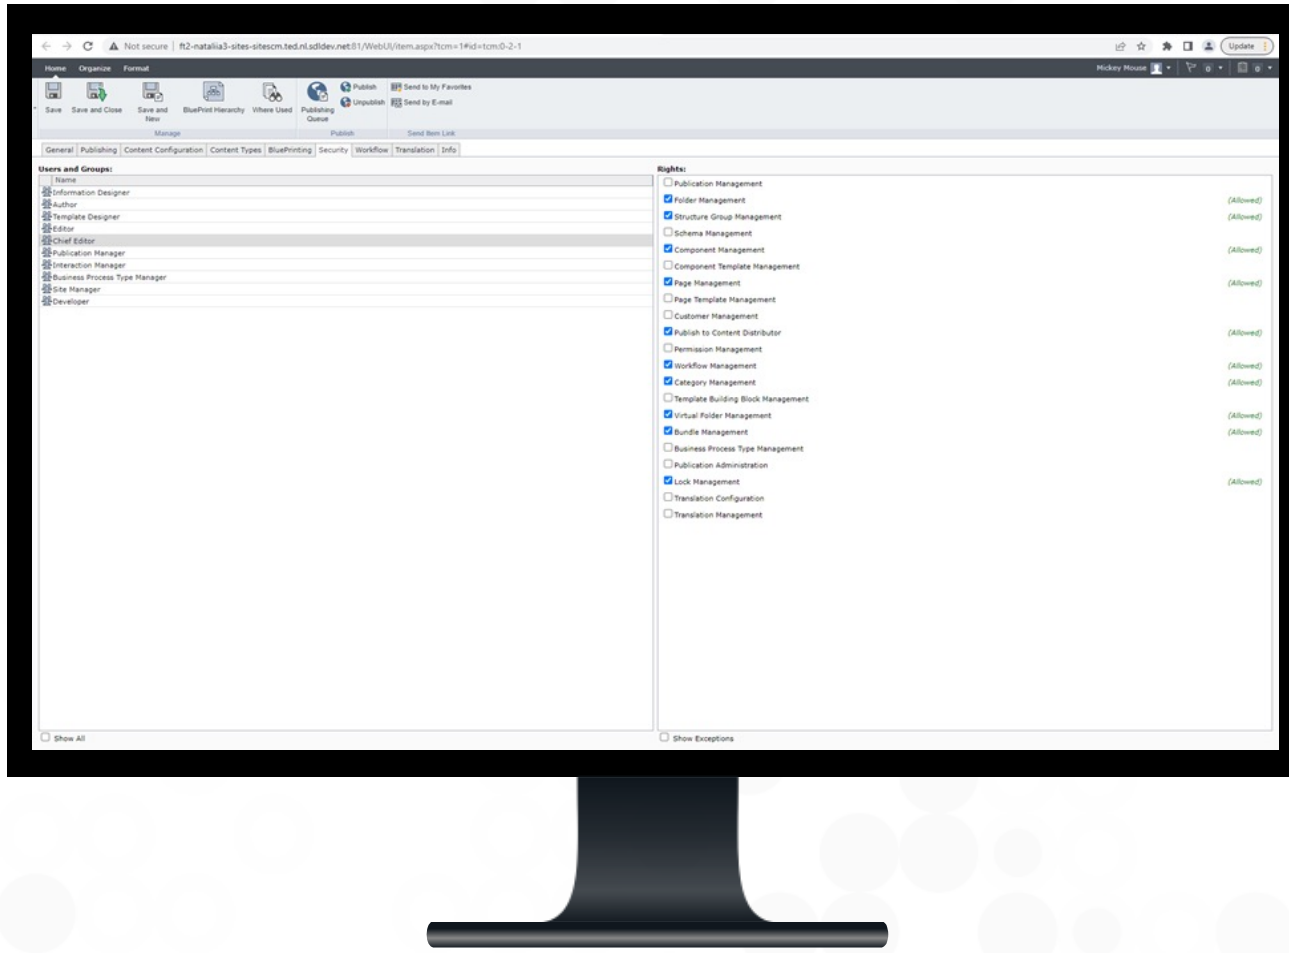 Not secure | ft2-nataliia3-sites-sitescm.ted.nl.sdldev.net:81/WebUI/item.aspx?tcm=1#id=tcm:0-2-1 Update
Home Organize Format Mickey Mouse 0 0
Save Save and Close Save and New BluePrint Hierarchy Where Used Publishing Queue Publish Unpublish Send to My Favorites Send by E-mail
Manage Publish Send Item Link
General Publishing Content Configuration Content Types BluePrinting Security Workflow Translation Info
Users and Groups:
Name
Information Designer
Author
Template Designer
Editor
Chief Editor
Publication Manager
Interaction Manager
Business Process Type Manager
Site Manager
Developer
Show All
Rights:
Publication Management
Folder Management (Allowed)
Structure Group Management (Allowed)
Schema Management
Component Management (Allowed)
Component Template Management
Page Management (Allowed)
Page Template Management
Customer Management
Publish to Content Distributor (Allowed)
Permission Management
Workflow Management (Allowed)
Category Management (Allowed)
Template Building Block Management
Virtual Folder Management (Allowed)
Bundle Management (Allowed)
Business Process Type Management
Publication Administration
Lock Management (Allowed)
Translation Configuration
Translation Management
Show Exceptions